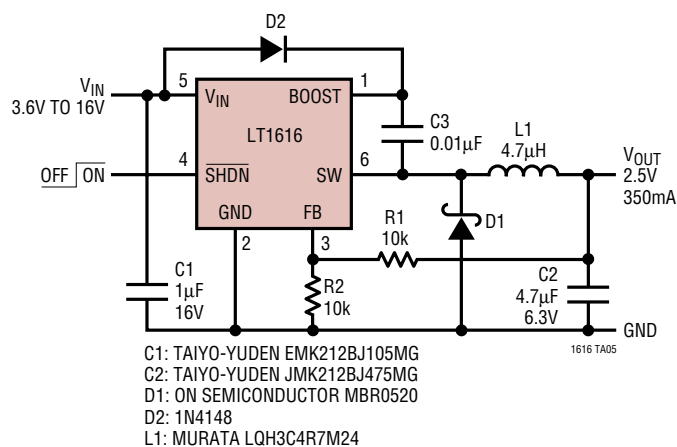 D2
5
1
VIN
3.6V TO 16V
VIN
BOOST
LT1616
C3
0.01µF
L1
4.7µH
4
6
OFF ON
SHDN
SW
VOUT
2.5V
350mA
GND
FB
D1
2
3
R1
10k
C1
1µF
16V
R2
10k
C2
4.7µF
6.3V
GND
1616 TA05
C1: TAIYO-YUDEN EMK212BJ105MG
C2: TAIYO-YUDEN JMK212BJ475MG
D1: ON SEMICONDUCTOR MBR0520
D2: 1N4148
L1: MURATA LQH3C4R7M24